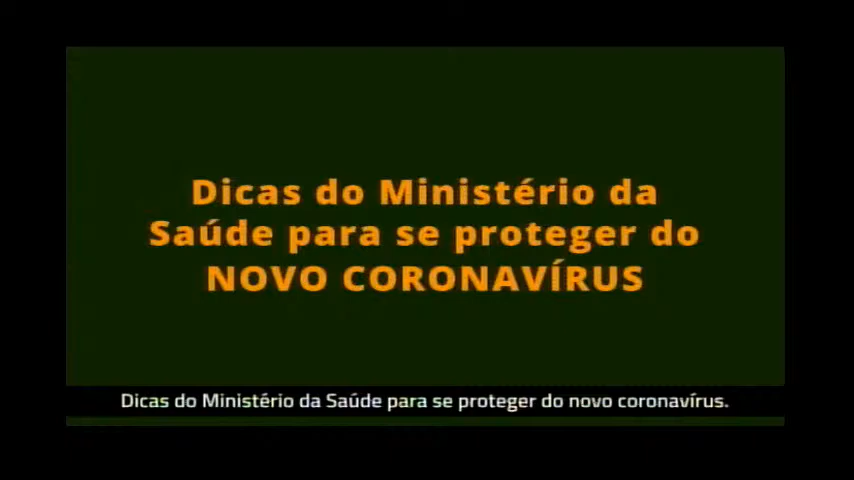 Dicas do Ministério da
Saúde para se proteger do
NOVO CORONAVÍRUS
Dicas do Ministério da Saúde para se proteger do novo coronavírus.